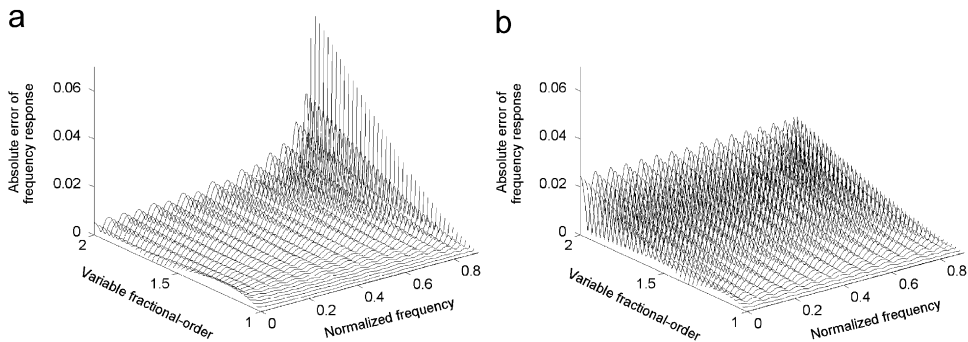 a
Absolute error of
frequency response
0.06
0.04
0.02
0
2
1.5
1
Variable fractional-order
0
0.2
0.4
0.6
0.8
Normalized frequency
b
Absolute error of
frequency response
0.06
0.04
0.02
0
2
1.5
1
Variable fractional-order
0
0.2
0.4
0.6
0.8
Normalized frequency